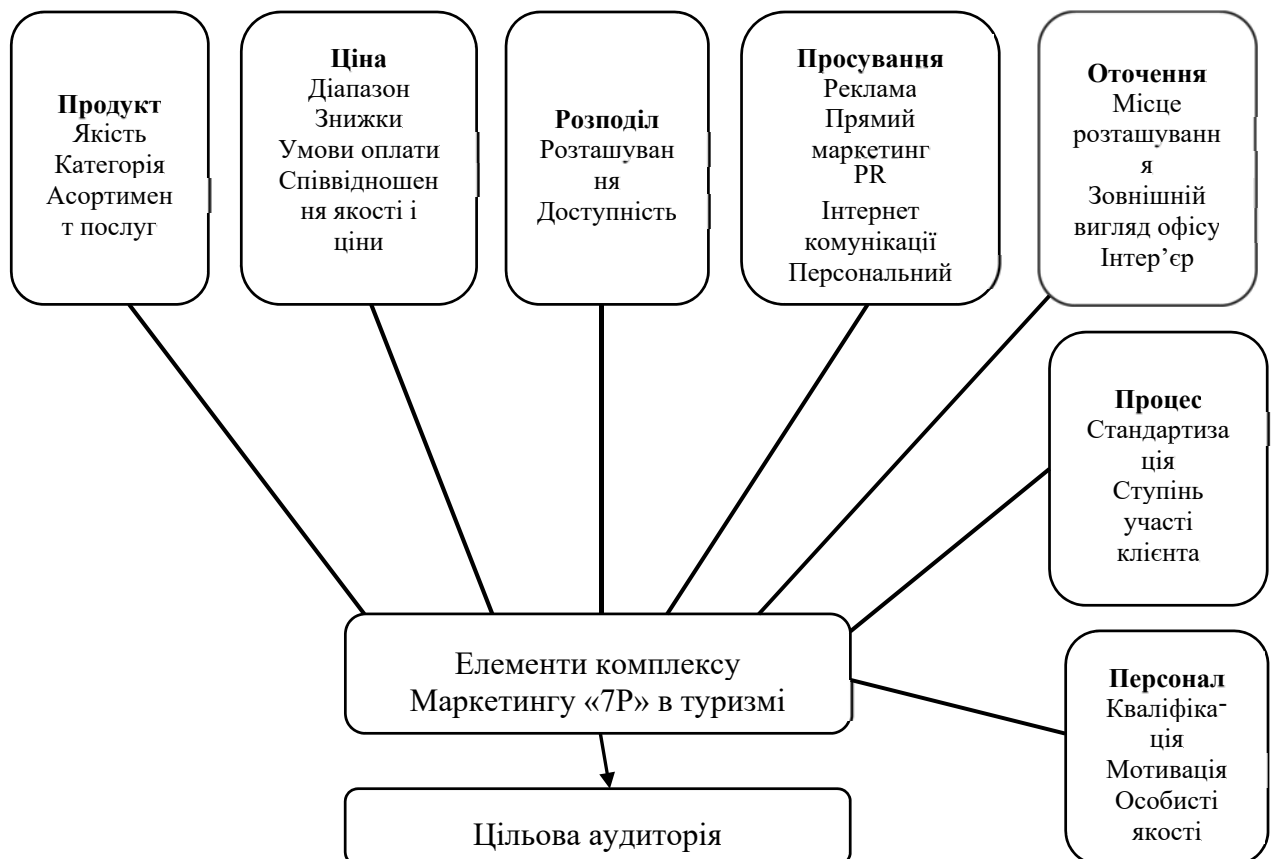 Продукт
Якість
Категорія
Асортимен
т послуг
Ціна
Діапазон
Знижки
Умови оплати
Співвідношен
ня якості і
ціни
Розподіл
Розташуван
ня
Доступність
Просування
Реклама
Прямий
маркетинг
PR
Інтернет
комунікації
Персональний
Оточення
Місце
розташуванн
я
Зовнішній
вигляд офісу
Інтер’єр
Процес
Стандартиза
ція
Ступінь
участі
клієнта
Персонал
Кваліфіка-
ція
Мотивація
Особисті
якості
Елементи комплексу
Маркетингу «7Р» в туризмі
Цільова аудиторія